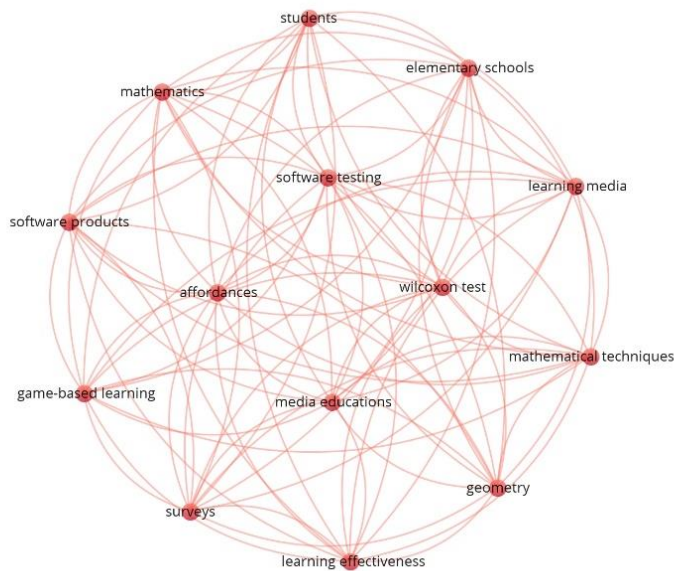 students
elementary schools
mathematics
software testing
learning media
software products
wilcoxon test
affordances
mathematical techniques
game-based learning
media educations
geometry
surveys
learning effectiveness